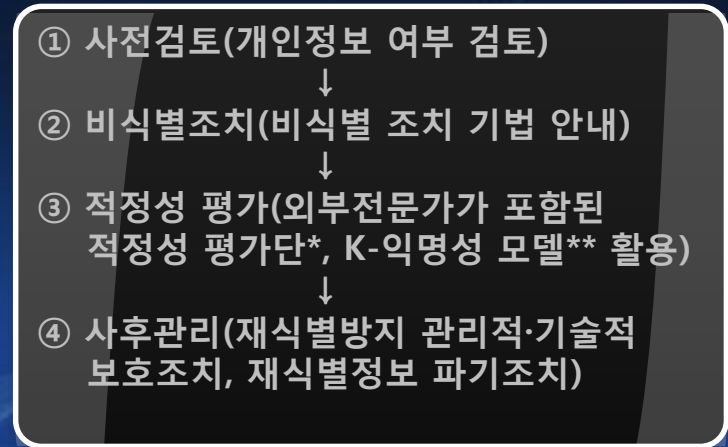 ① 사전검토(개인정보 여부 검토)
↓
② 비식별조치(비식별 조치 기법 안내)
↓
③ 적정성 평가(외부전문가가 포함된
적정성 평가단*, K-익명성 모델** 활용)
↓
④ 사후관리(재식별방지 관리적·기술적
보호조치, 재식별정보 파기조치)